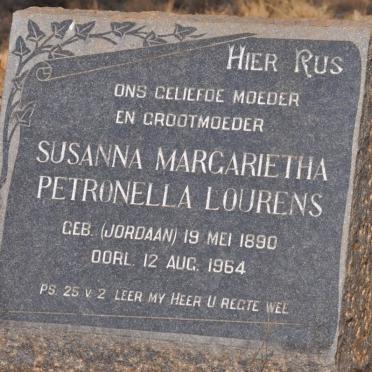 Hier Rus
ONS GELIEFDE MOEDER
EN GROOTMOEDER
SUSANNA MARGARIETHA
PETRONELLA LOURENS
GEB. (JORDAAN) 19 MEI 1890
OORL. 12 AUG. 1964
PS. 25 V 2 LEER MY HEER U REGTE WEL